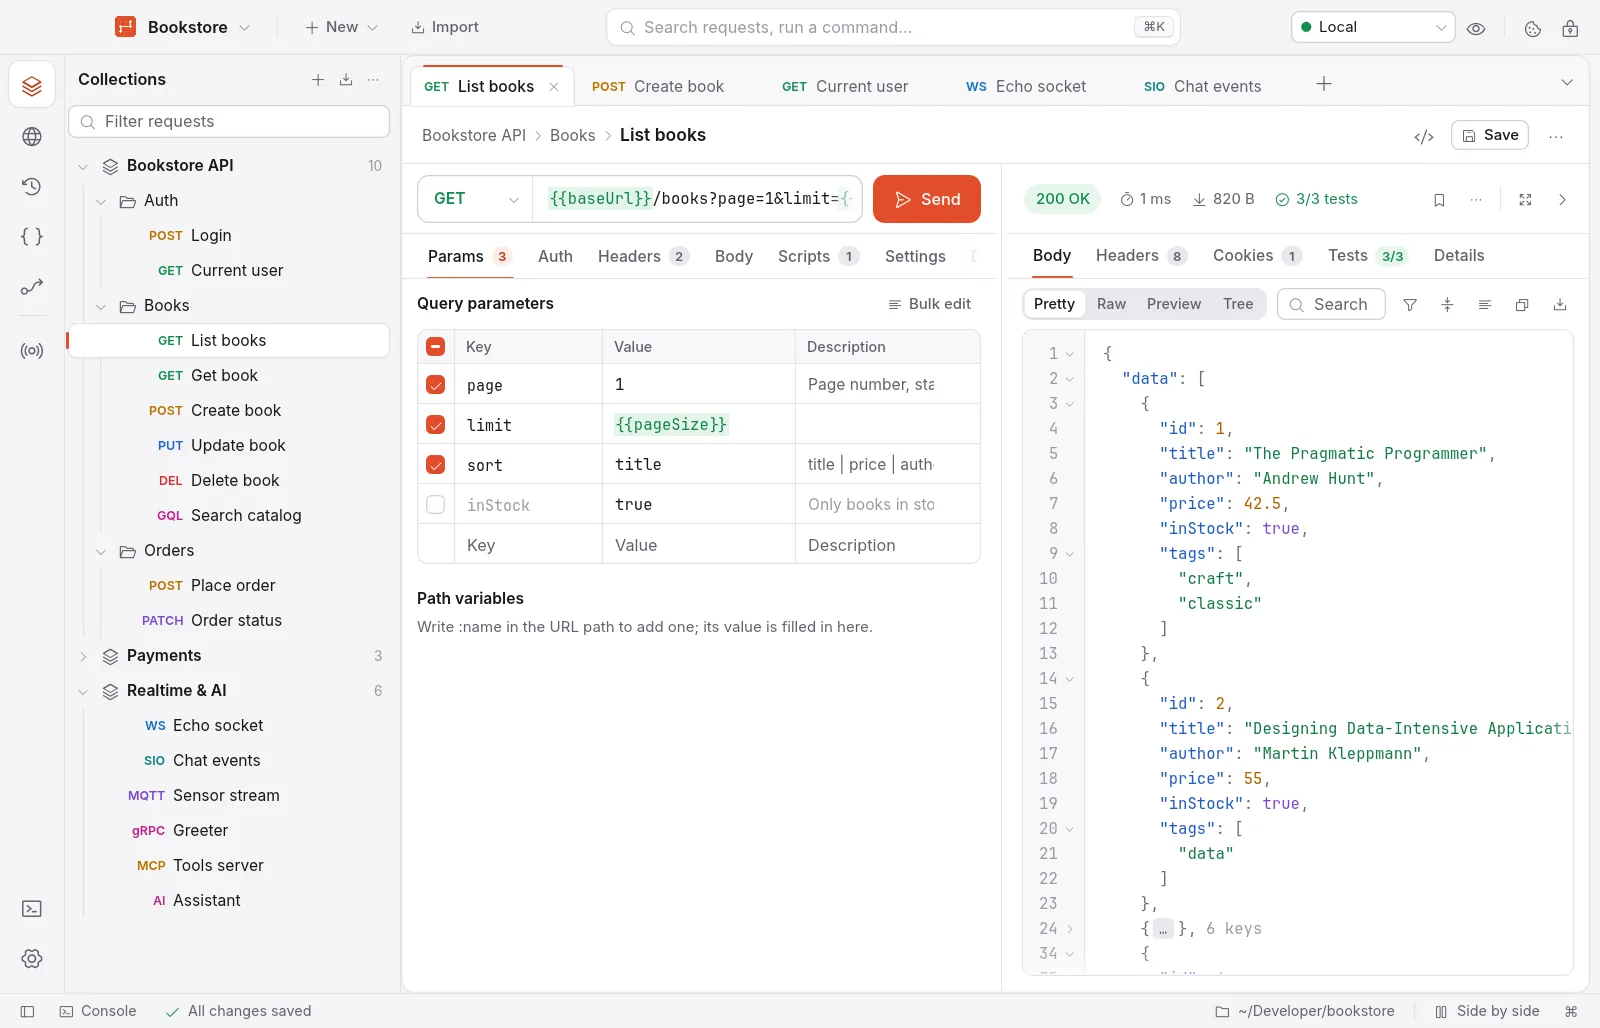 Bookstore
New
Import
Search requests, run a command...
⌘K
Local
Collections
Filter requests
Bookstore API 10
Auth
POST Login
GET Current user
Books
GET List books
GET Get book
POST Create book
PUT Update book
DEL Delete book
GQL Search catalog
Orders
POST Place order
PATCH Order status
Payments 3
Realtime & AI 6
WS Echo socket
SIO Chat events
MQTT Sensor stream
gRPC Greeter
MCP Tools server
AI Assistant
GET List books
POST Create book
GET Current user
WS Echo socket
SIO Chat events
Bookstore API > Books > List books
</> Save
GET
{{baseUrl}}/books?page=1&limit={
Send
Params 3
Auth
Headers 2
Body
Scripts 1
Settings
Query parameters
Bulk edit
Key Value Description
page 1 Page number, sta
limit {{pageSize}}
sort title title | price | auth
inStock true Only books in sto
Key Value Description
Path variables
Write :name in the URL path to add one; its value is filled in here.
200 OK
1 ms
820 B
3/3 tests
Body
Headers 8
Cookies 1
Tests 3/3
Details
Pretty Raw Preview Tree
Search
1 {
2 "data": [
3 {
4 "id": 1,
5 "title": "The Pragmatic Programmer",
6 "author": "Andrew Hunt",
7 "price": 42.5,
8 "inStock": true,
9 "tags": [
10 "craft",
11 "classic"
12 ]
13 },
14 {
15 "id": 2,
16 "title": "Designing Data-Intensive Applicati
17 "author": "Martin Kleppmann",
18 "price": 55,
19 "inStock": true,
20 "tags": [
21 "data"
22 ]
23 },
24 {…}, 6 keys
34 {
Console
All changes saved
~/Developer/bookstore
Side by side
⌘